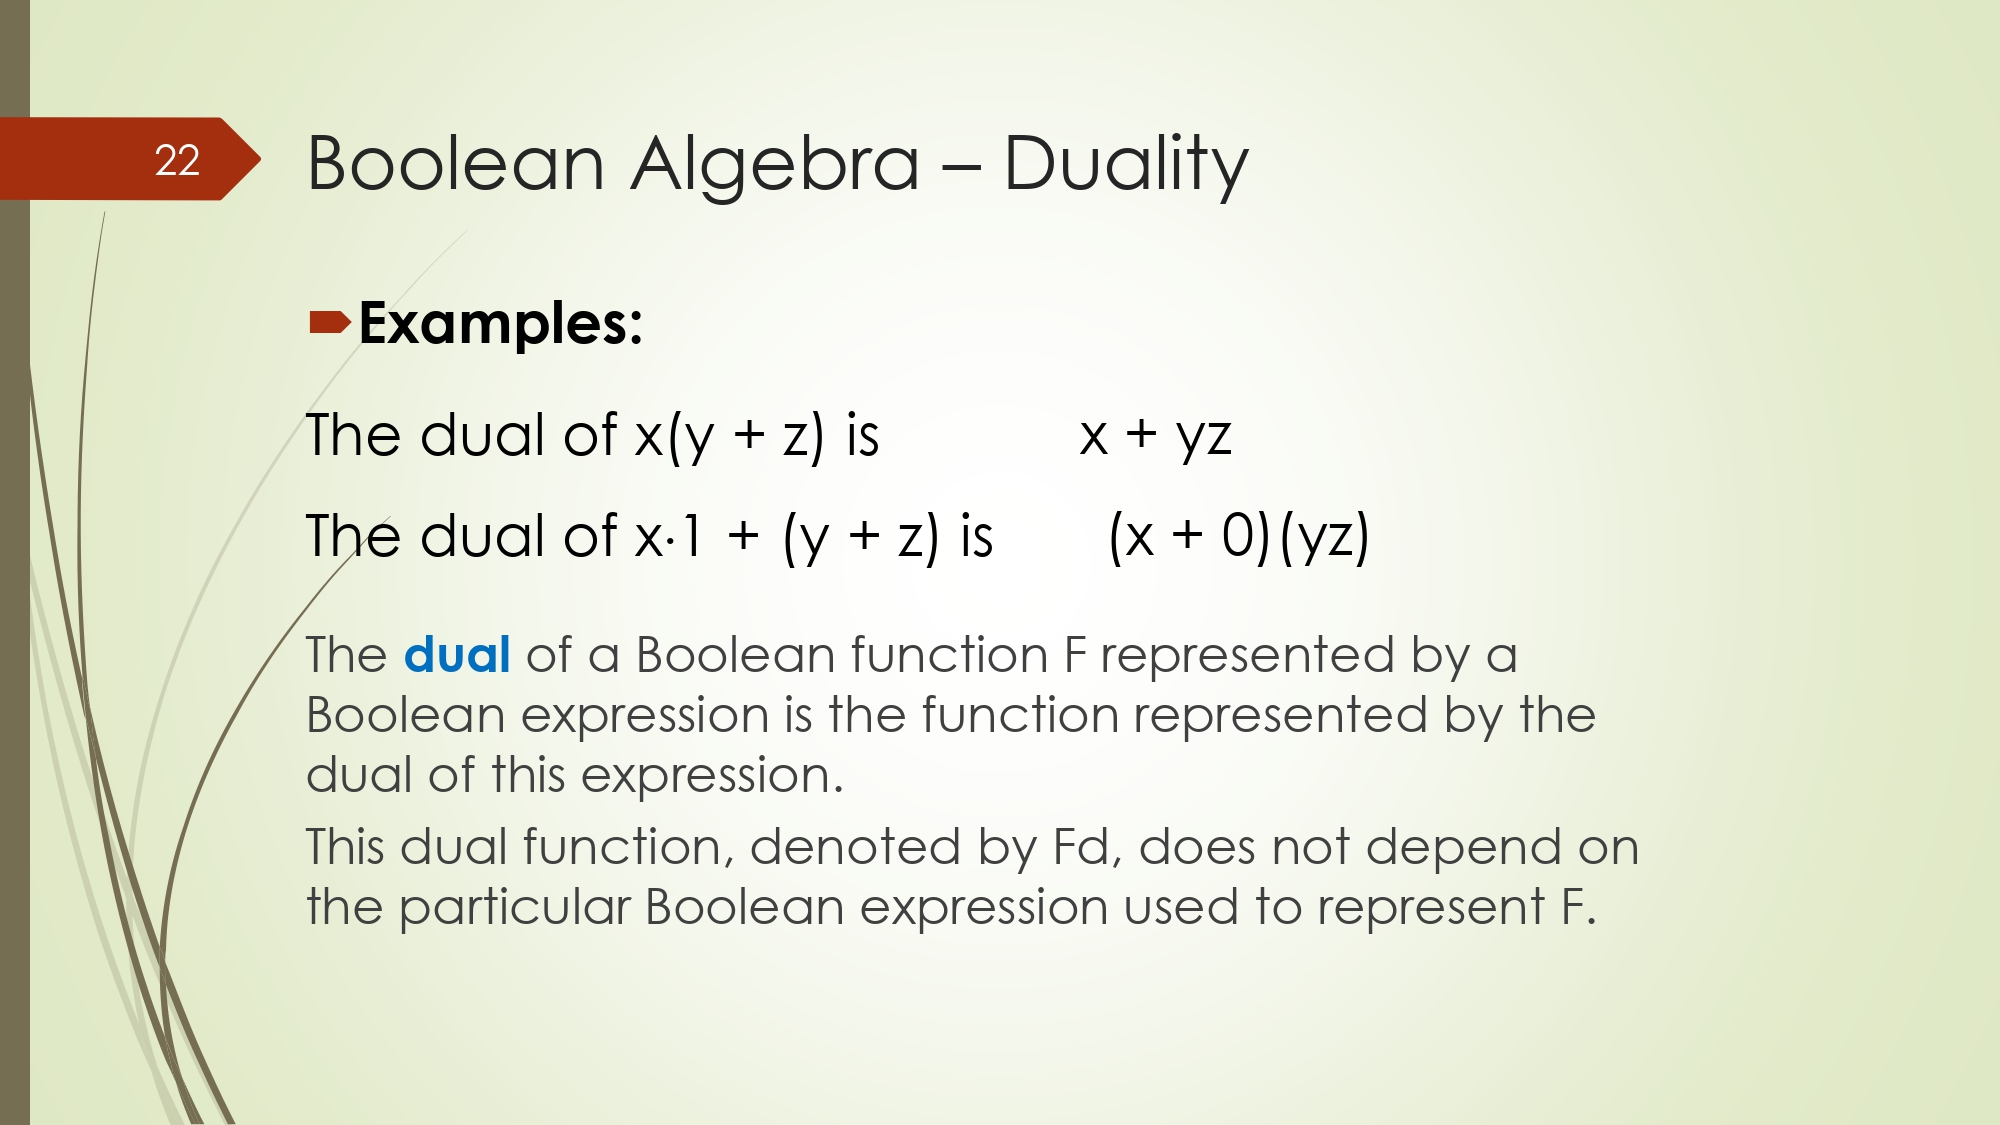 22
Boolean Algebra – Duality
Examples:
The dual of x(y + z) is x + yz
The dual of x·1 + (y + z) is (x + 0)(yz)
The dual of a Boolean function F represented by a
Boolean expression is the function represented by the
dual of this expression.
This dual function, denoted by Fd, does not depend on
the particular Boolean expression used to represent F.